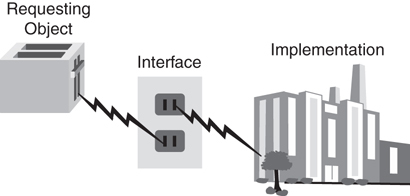 Requesting
Object
Interface
Implementation